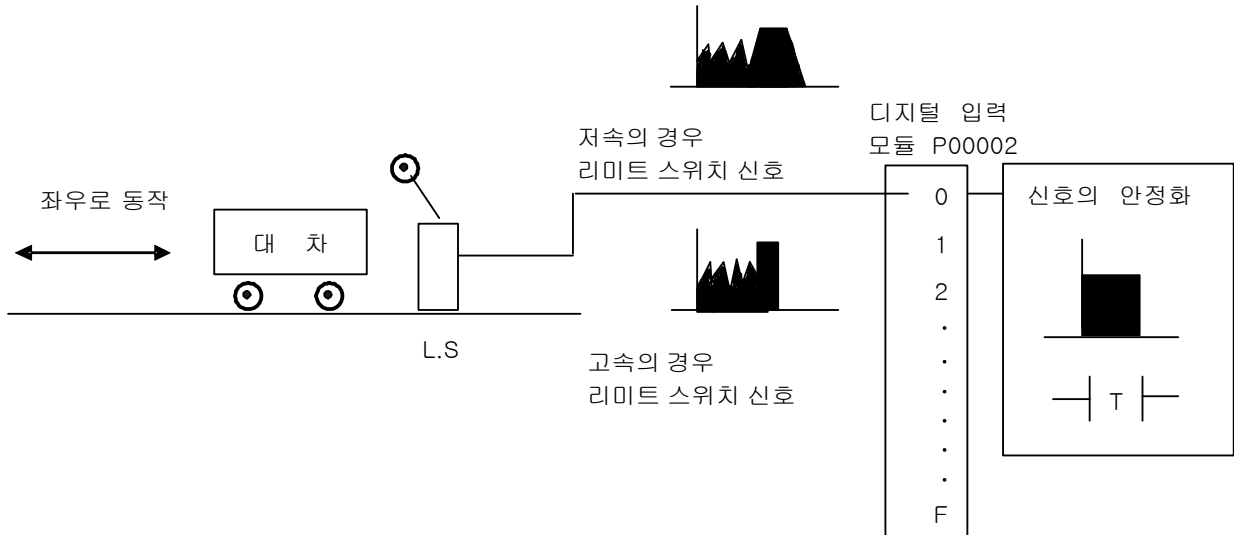 저속의 경우
리미트 스위치 신호
디지털 입력
모듈 P00002
좌우로 동작
대 차
L.S
고속의 경우
리미트 스위치 신호
0
1
2
.
.
.
.
.
.
F
신호의 안정화
T